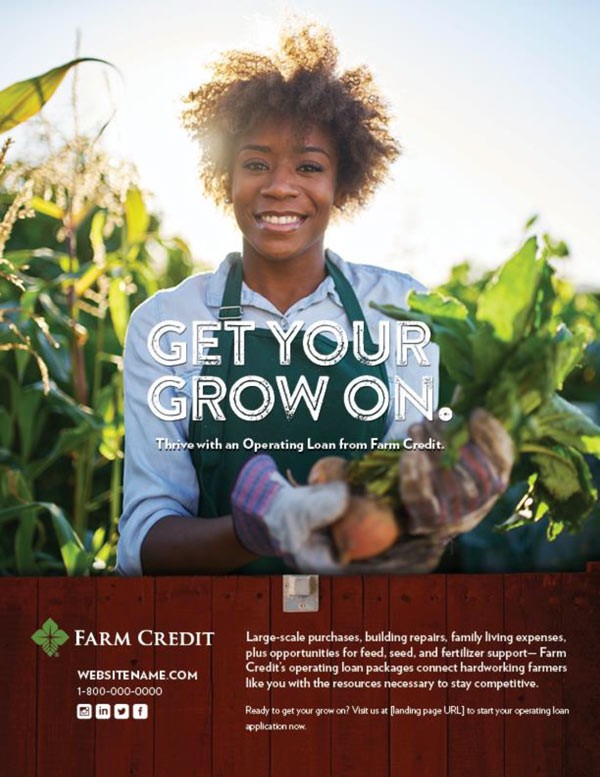 GET YOUR
GROW ON.
Thrive with an Operating Loan from Farm Credit.
FARM CREDIT
WEBSITENAME.COM
1-800-000-0000
Large-scale purchases, building repairs, family living expenses,
plus opportunities for feed, seed, and fertilizer support— Farm
Credit's operating loan packages connect hardworking farmers
like you with the resources necessary to stay competitive.
Ready to get your grow on? Visit us at [landing page URL] to start your operating loan
application now.